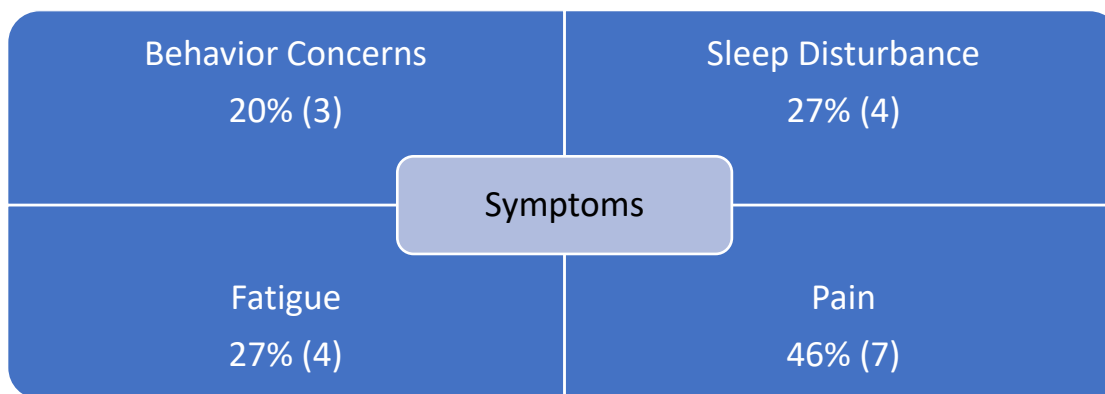 Behavior Concerns
20% (3)
Sleep Disturbance
27% (4)
Symptoms
Fatigue
27% (4)
Pain
46% (7)